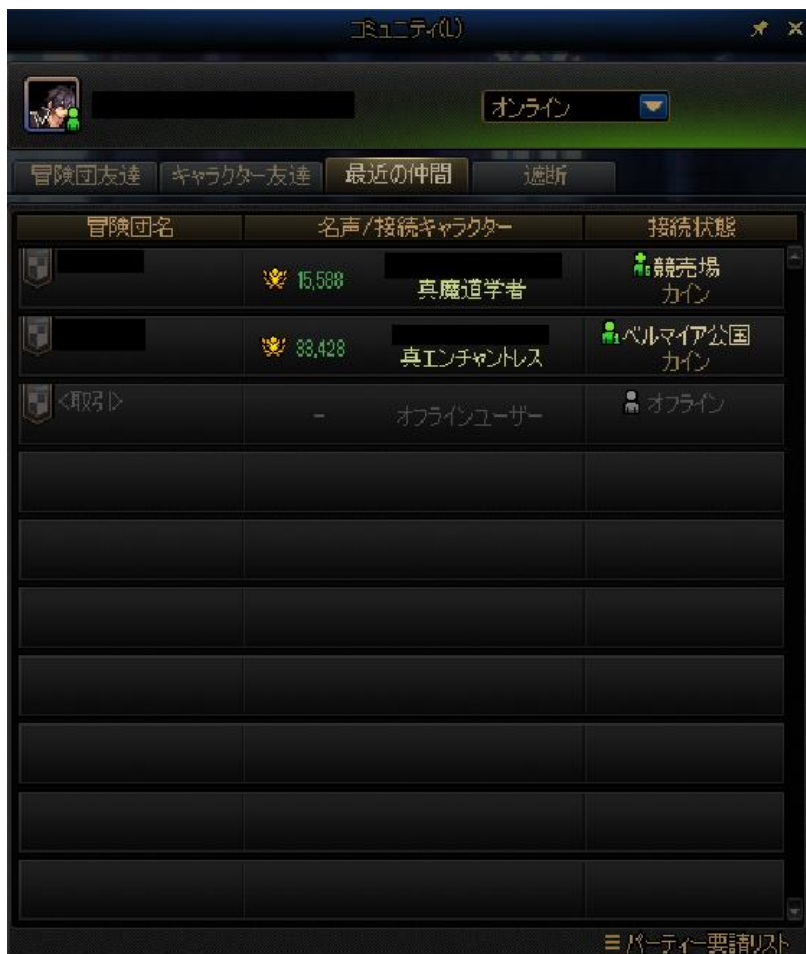 コミュニティ(L)
オンライン
冒険団友達 キャラクター友達 最近の仲間 遮断
冒険団名 名声/接続キャラクター 接続状態
15,588 真魔道学者 競売場
カイン
33,428 真エンチャントレス ベルマイア公国
カイン
<取引> - オフラインユーザー オフライン
パーティー要請リスト